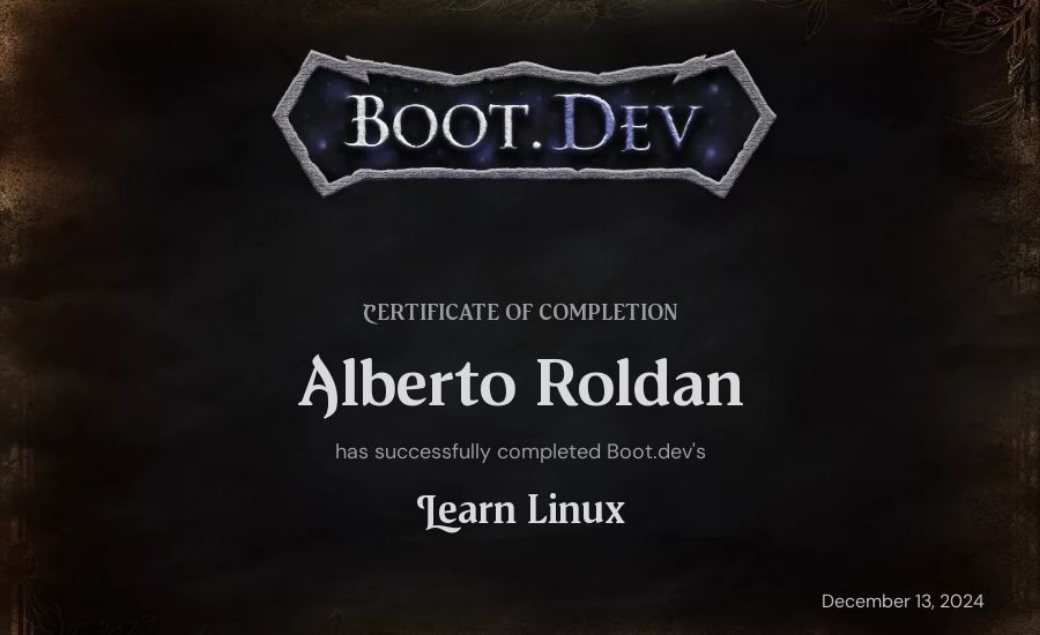 BOOT.DEV
CERTIFICATE OF COMPLETION
Alberto Roldan
has successfully completed Boot.dev's
Learn Linux
December 13, 2024